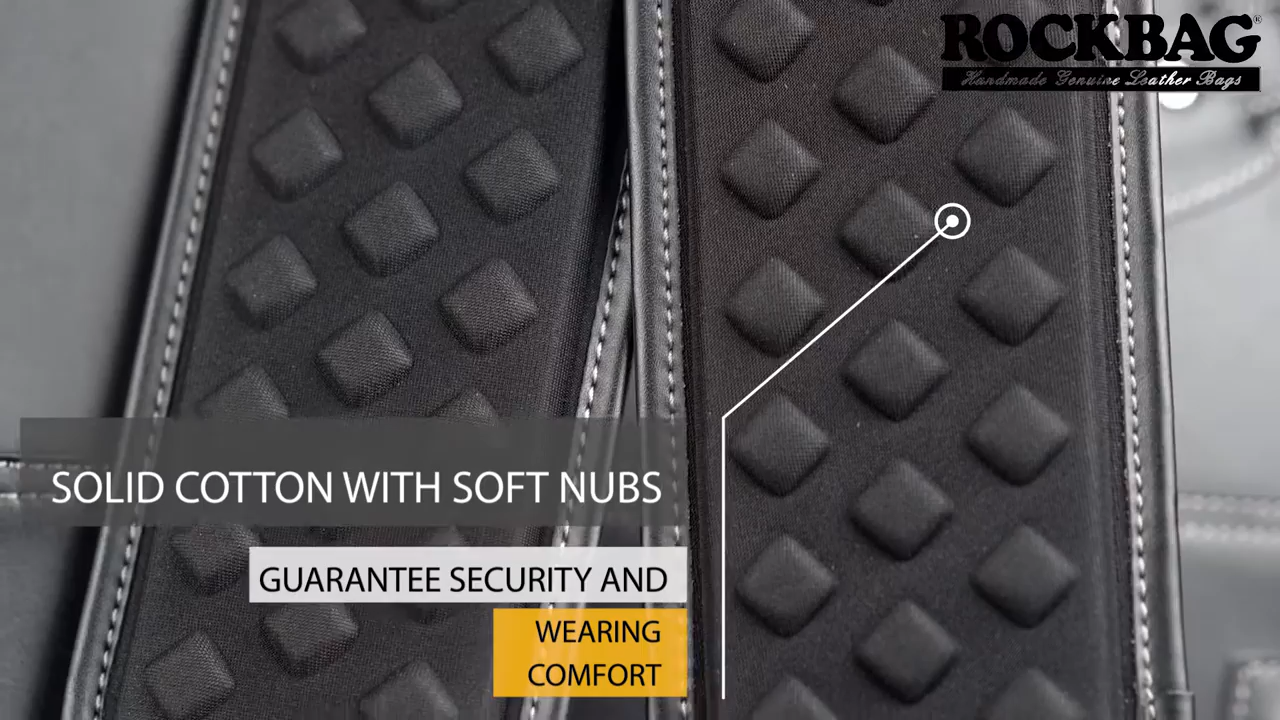 ROCKBAG®
Handmade Genuine Leather Bags
SOLID COTTON WITH SOFT NUBS
GUARANTEE SECURITY AND
WEARING
COMFORT